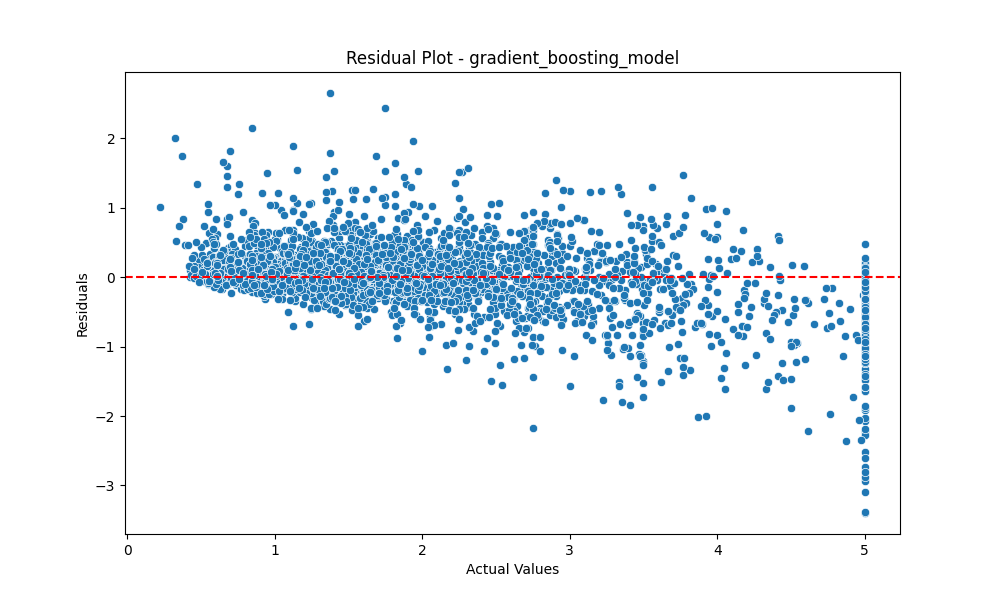 Residual Plot - gradient_boosting_model
Residuals
2
1
0
−1
−2
−3
0 1 2 3 4 5
Actual Values